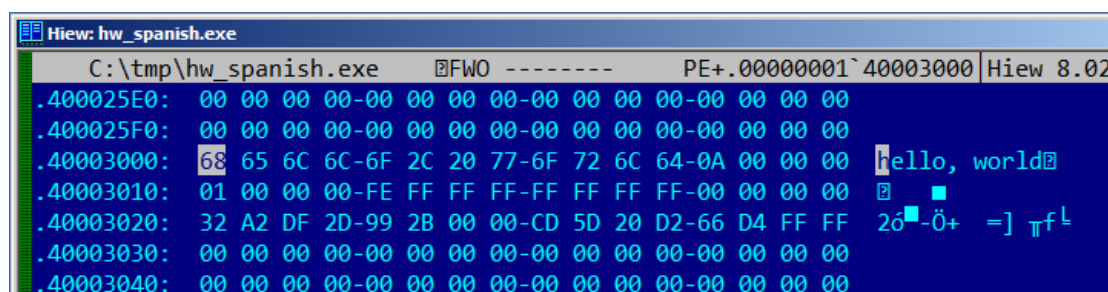 Hiew: hw_spanish.exe
C:\tmp\hw_spanish.exe FWO -------- PE+.00000001`40003000 Hiew 8.02
.400025E0: 00 00 00 00-00 00 00 00-00 00 00 00-00 00 00 00
.400025F0: 00 00 00 00-00 00 00 00-00 00 00 00-00 00 00 00
.40003000: 68 65 6C 6C-6F 2C 20 77-6F 72 6C 64-0A 00 00 00 hello, world
.40003010: 01 00 00 00-FE FF FF FF-FF FF FF FF-00 00 00 00 ■
.40003020: 32 A2 DF 2D-99 2B 00 00-CD 5D 20 D2-66 D4 FF FF 2ó▀-Ö+ =] ╥f╘
.40003030: 00 00 00 00-00 00 00 00-00 00 00 00-00 00 00 00
.40003040: 00 00 00 00-00 00 00 00-00 00 00 00-00 00 00 00